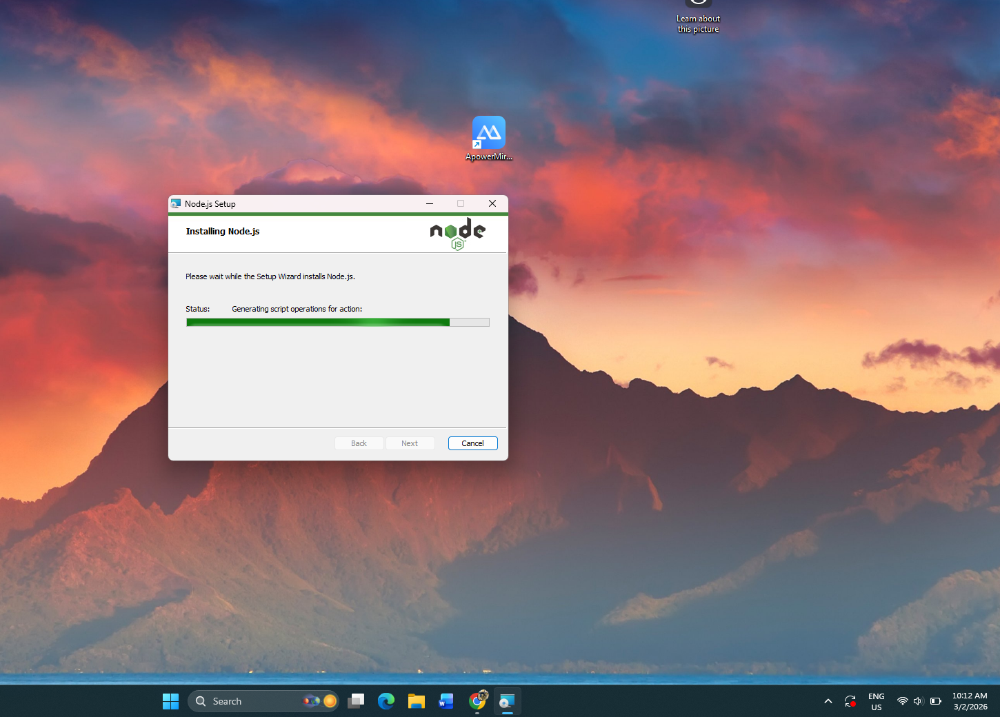 Learn about
this picture
ApowerMir...
Node.js Setup
Installing Node.js
node
JS
Please wait while the Setup Wizard installs Node.js.
Status: Generating script operations for action:
Back Next Cancel
Search
W
ENG
US
10:12 AM
3/2/2026